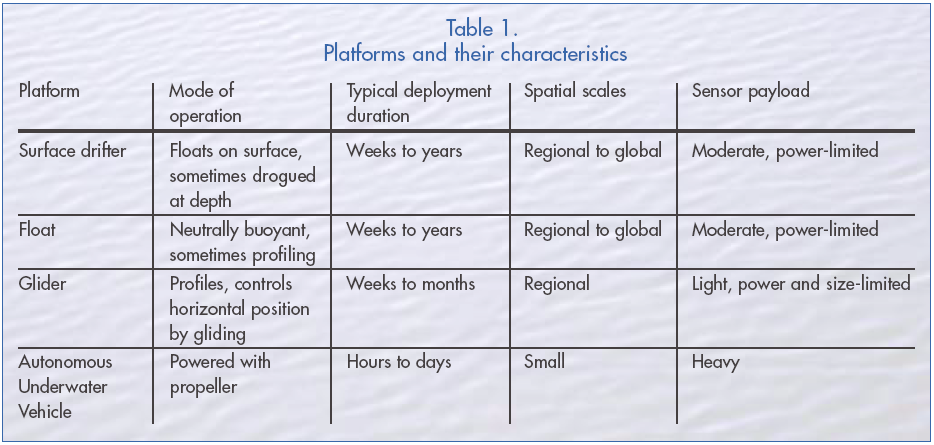 Table 1.
Platforms and their characteristics
Platform
Mode of
operation
Typical deployment
duration
Spatial scales
Sensor payload
Surface drifter
Floats on surface,
sometimes drogued
at depth
Weeks to years
Regional to global
Moderate, power-limited
Float
Neutrally buoyant,
sometimes profiling
Weeks to years
Regional to global
Moderate, power-limited
Glider
Profiles, controls
horizontal position
by gliding
Weeks to months
Regional
Light, power and size-limited
Autonomous
Underwater
Vehicle
Powered with
propeller
Hours to days
Small
Heavy